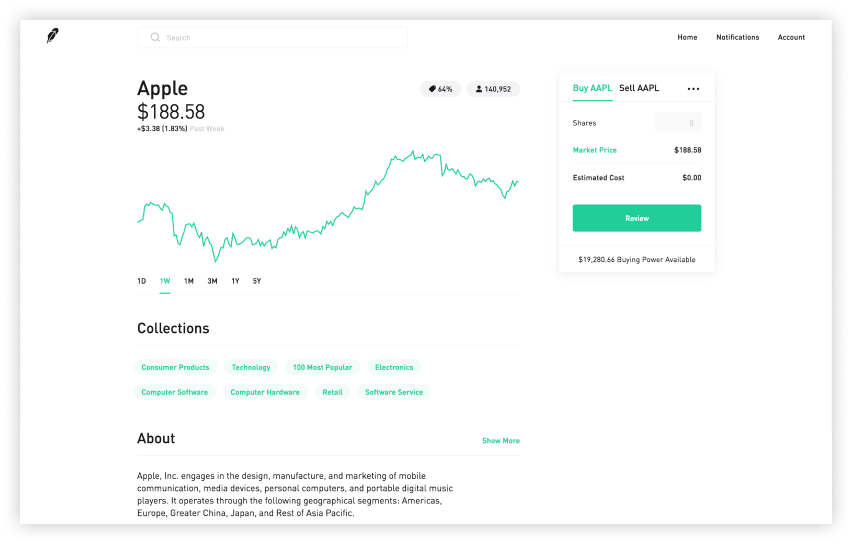 Search
Home Notifications Account
Apple
64% 140,952
$188.58
+$3.38 (1.83%) Past Week
1D 1W 1M 3M 1Y 5Y
Buy AAPL Sell AAPL
Shares 0
Market Price $188.58
Estimated Cost $0.00
Review
$19,280.66 Buying Power Available
Collections
Consumer Products Technology 100 Most Popular Electronics
Computer Software Computer Hardware Retail Software Service
About Show More
Apple, Inc. engages in the design, manufacture, and marketing of mobile
communication, media devices, personal computers, and portable digital music
players. It operates through the following geographical segments: Americas,
Europe, Greater China, Japan, and Rest of Asia Pacific.